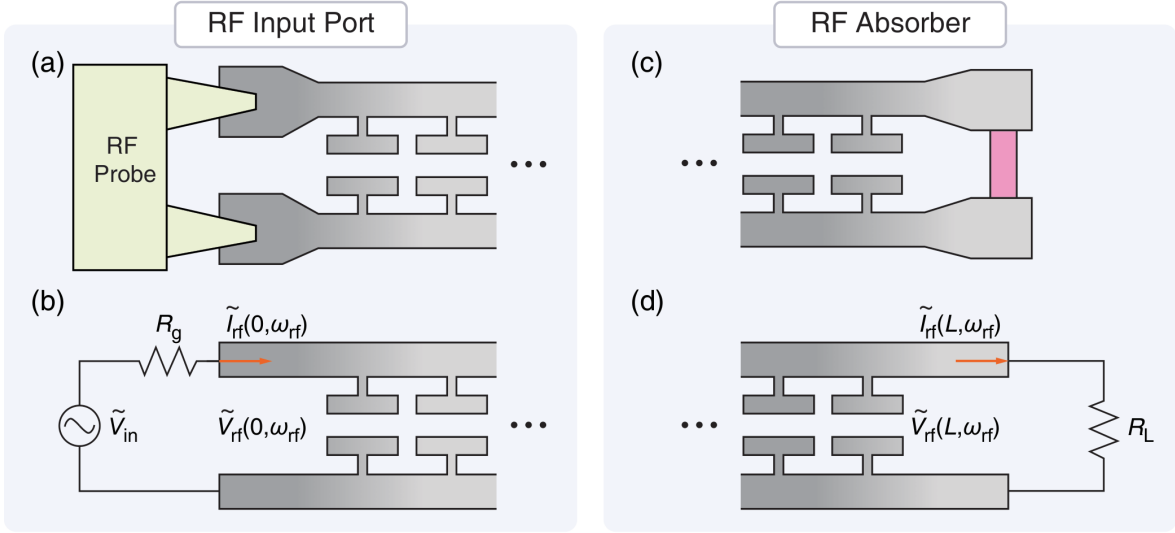 RF Input Port
RF Absorber
(a)
RF
Probe
...
(c)
...
(b)
R_g
Ĩ_rf(0,ω_rf)
Ṽ_in
Ṽ_rf(0,ω_rf)
...
(d)
Ĩ_rf(L,ω_rf)
...
Ṽ_rf(L,ω_rf)
R_L